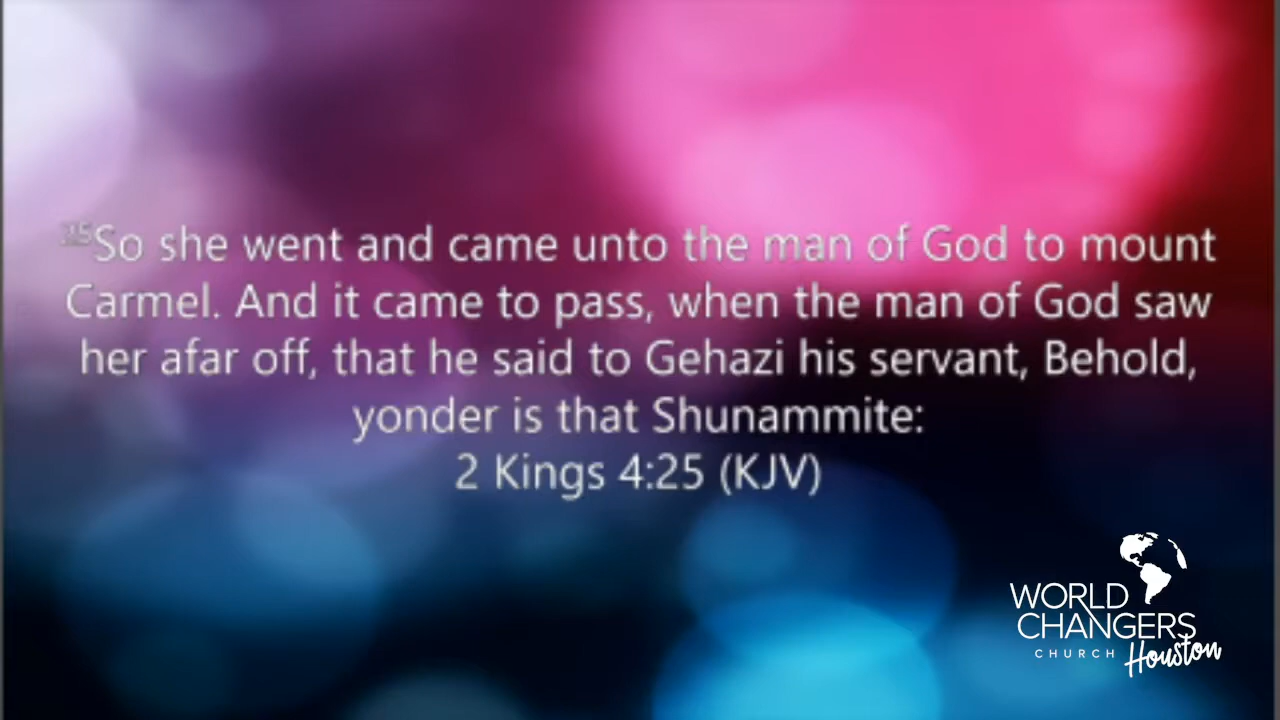 25So she went and came unto the man of God to mount
Carmel. And it came to pass, when the man of God saw
her afar off, that he said to Gehazi his servant, Behold,
yonder is that Shunammite:
2 Kings 4:25 (KJV)
WORLD
CHANGERS
CHURCH Houston